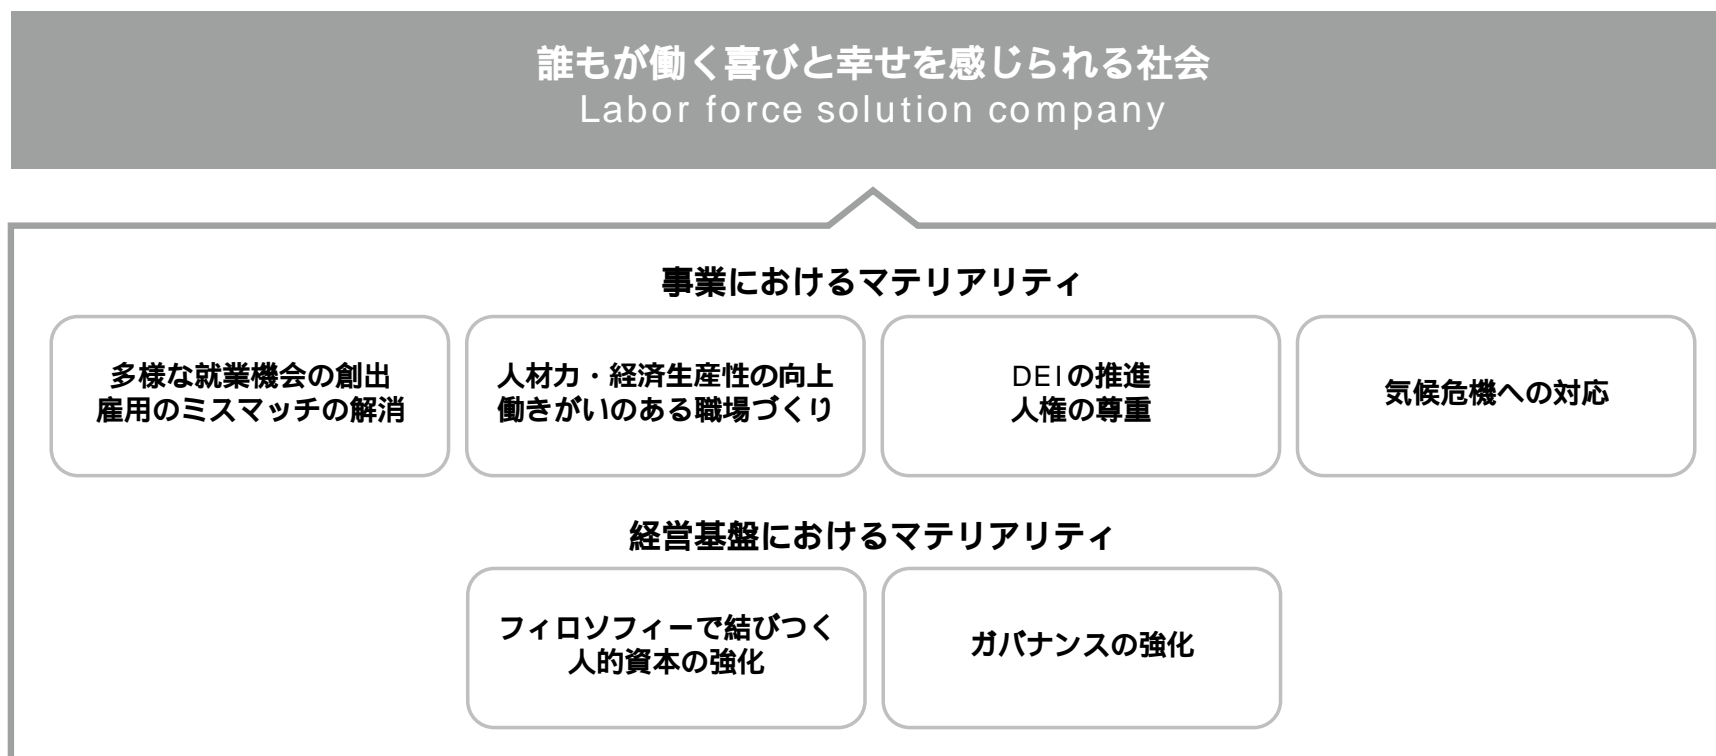 誰もが働く喜びと幸せを感じられる社会
Labor force solution company
事業におけるマテリアリティ
多様な就業機会の創出
雇用のミスマッチの解消
人材力・経済生産性の向上
働きがいのある職場づくり
DEIの推進
人権の尊重
気候危機への対応
経営基盤におけるマテリアリティ
フィロソフィーで結びつく
人的資本の強化
ガバナンスの強化